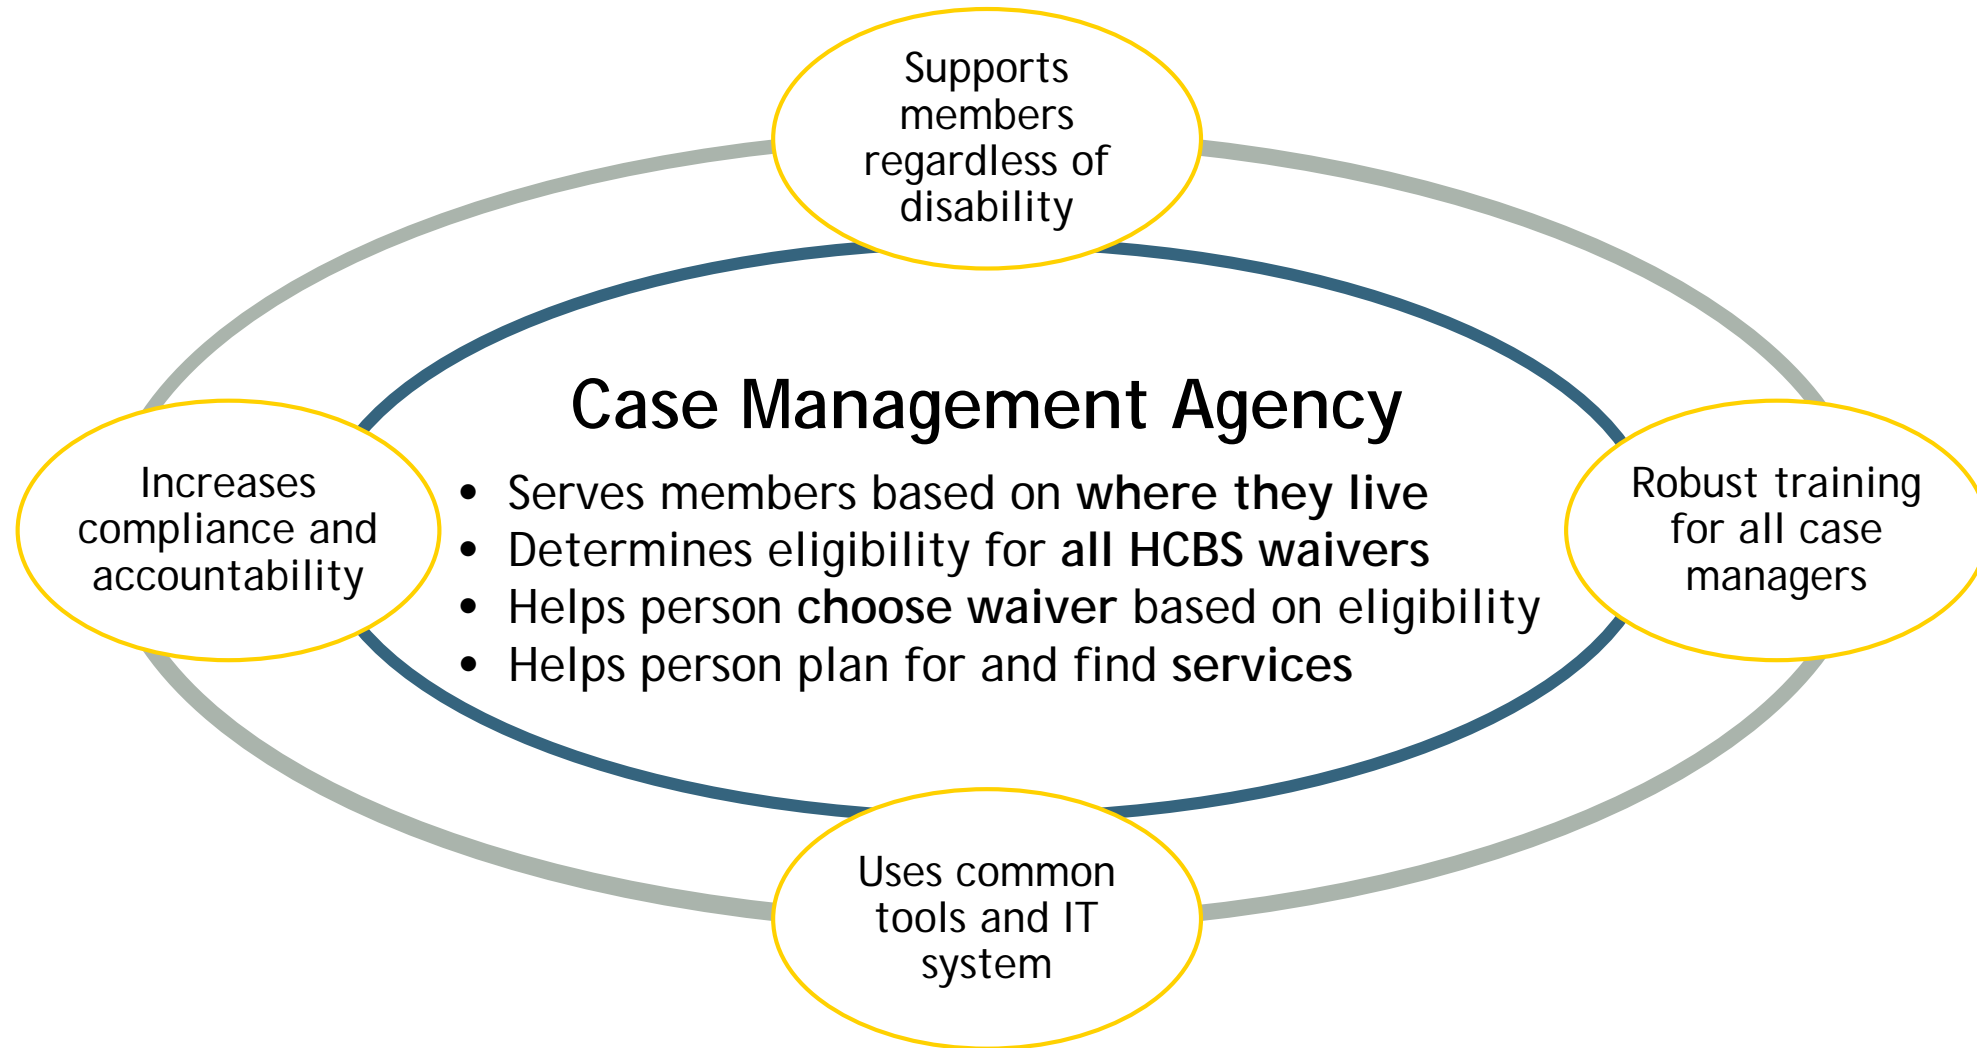 Supports
members
regardless of
disability
Case Management Agency
Increases
compliance and
accountability
• Serves members based on where they live
• Determines eligibility for all HCBS waivers
• Helps person choose waiver based on eligibility
• Helps person plan for and find services
Robust training
for all case
managers
Uses common
tools and IT
system